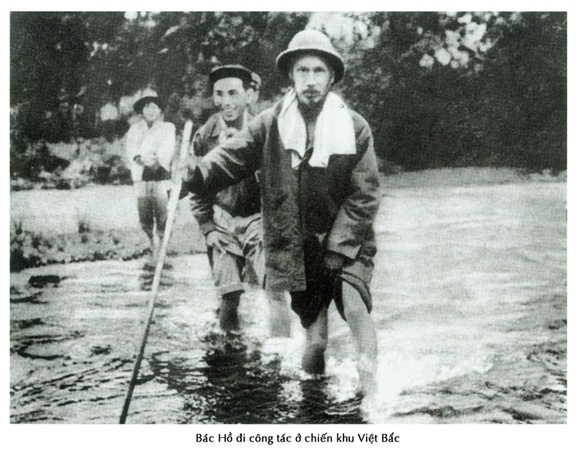 Bác Hồ đi công tác ở chiến khu Việt Bắc